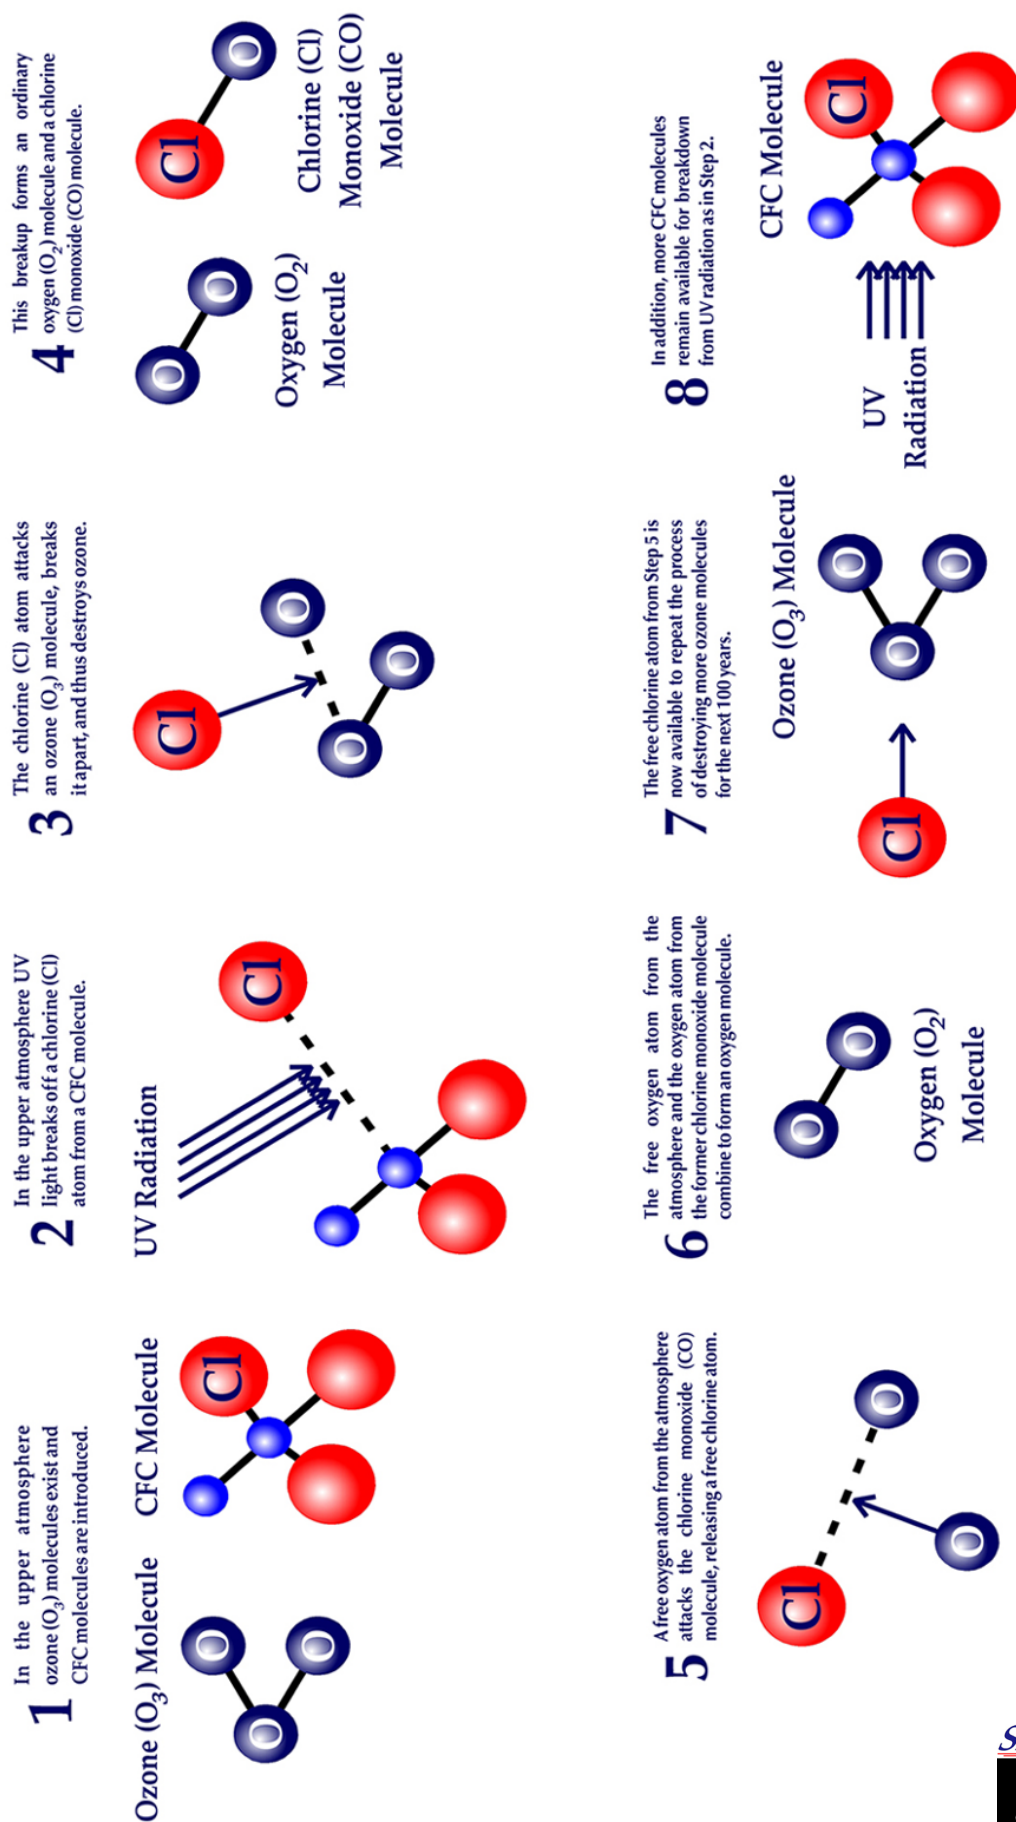 1
In the upper atmosphere
ozone (O3) molecules exist and
CFC molecules are introduced.
Ozone (O3) Molecule
O
O
O
CFC Molecule
Cl
2
In the upper atmosphere UV
light breaks off a chlorine (Cl)
atom from a CFC molecule.
UV Radiation
Cl
3
The chlorine (Cl) atom attacks
an ozone (O3) molecule, breaks
it apart, and thus destroys ozone.
Cl
O
O
O
4
This breakup forms an ordinary
oxygen (O2) molecule and a chlorine
(Cl) monoxide (CO) molecule.
O
O
Oxygen (O2)
Molecule
Cl
O
Chlorine (Cl)
Monoxide (CO)
Molecule
5
A free oxygen atom from the atmosphere
attacks the chlorine monoxide (CO)
molecule, releasing a free chlorine atom.
Cl
O
O
6
The free oxygen atom from the
atmosphere and the oxygen atom from
the former chlorine monoxide molecule
combine to form an oxygen molecule.
O
O
Oxygen (O2)
Molecule
7
The free chlorine atom from Step 5 is
now available to repeat the process
of destroying more ozone molecules
for the next 100 years.
Cl
Ozone (O3) Molecule
O
O
O
8
In addition, more CFC molecules
remain available for breakdown
from UV radiation as in Step 2.
UV
Radiation
CFC Molecule
Cl